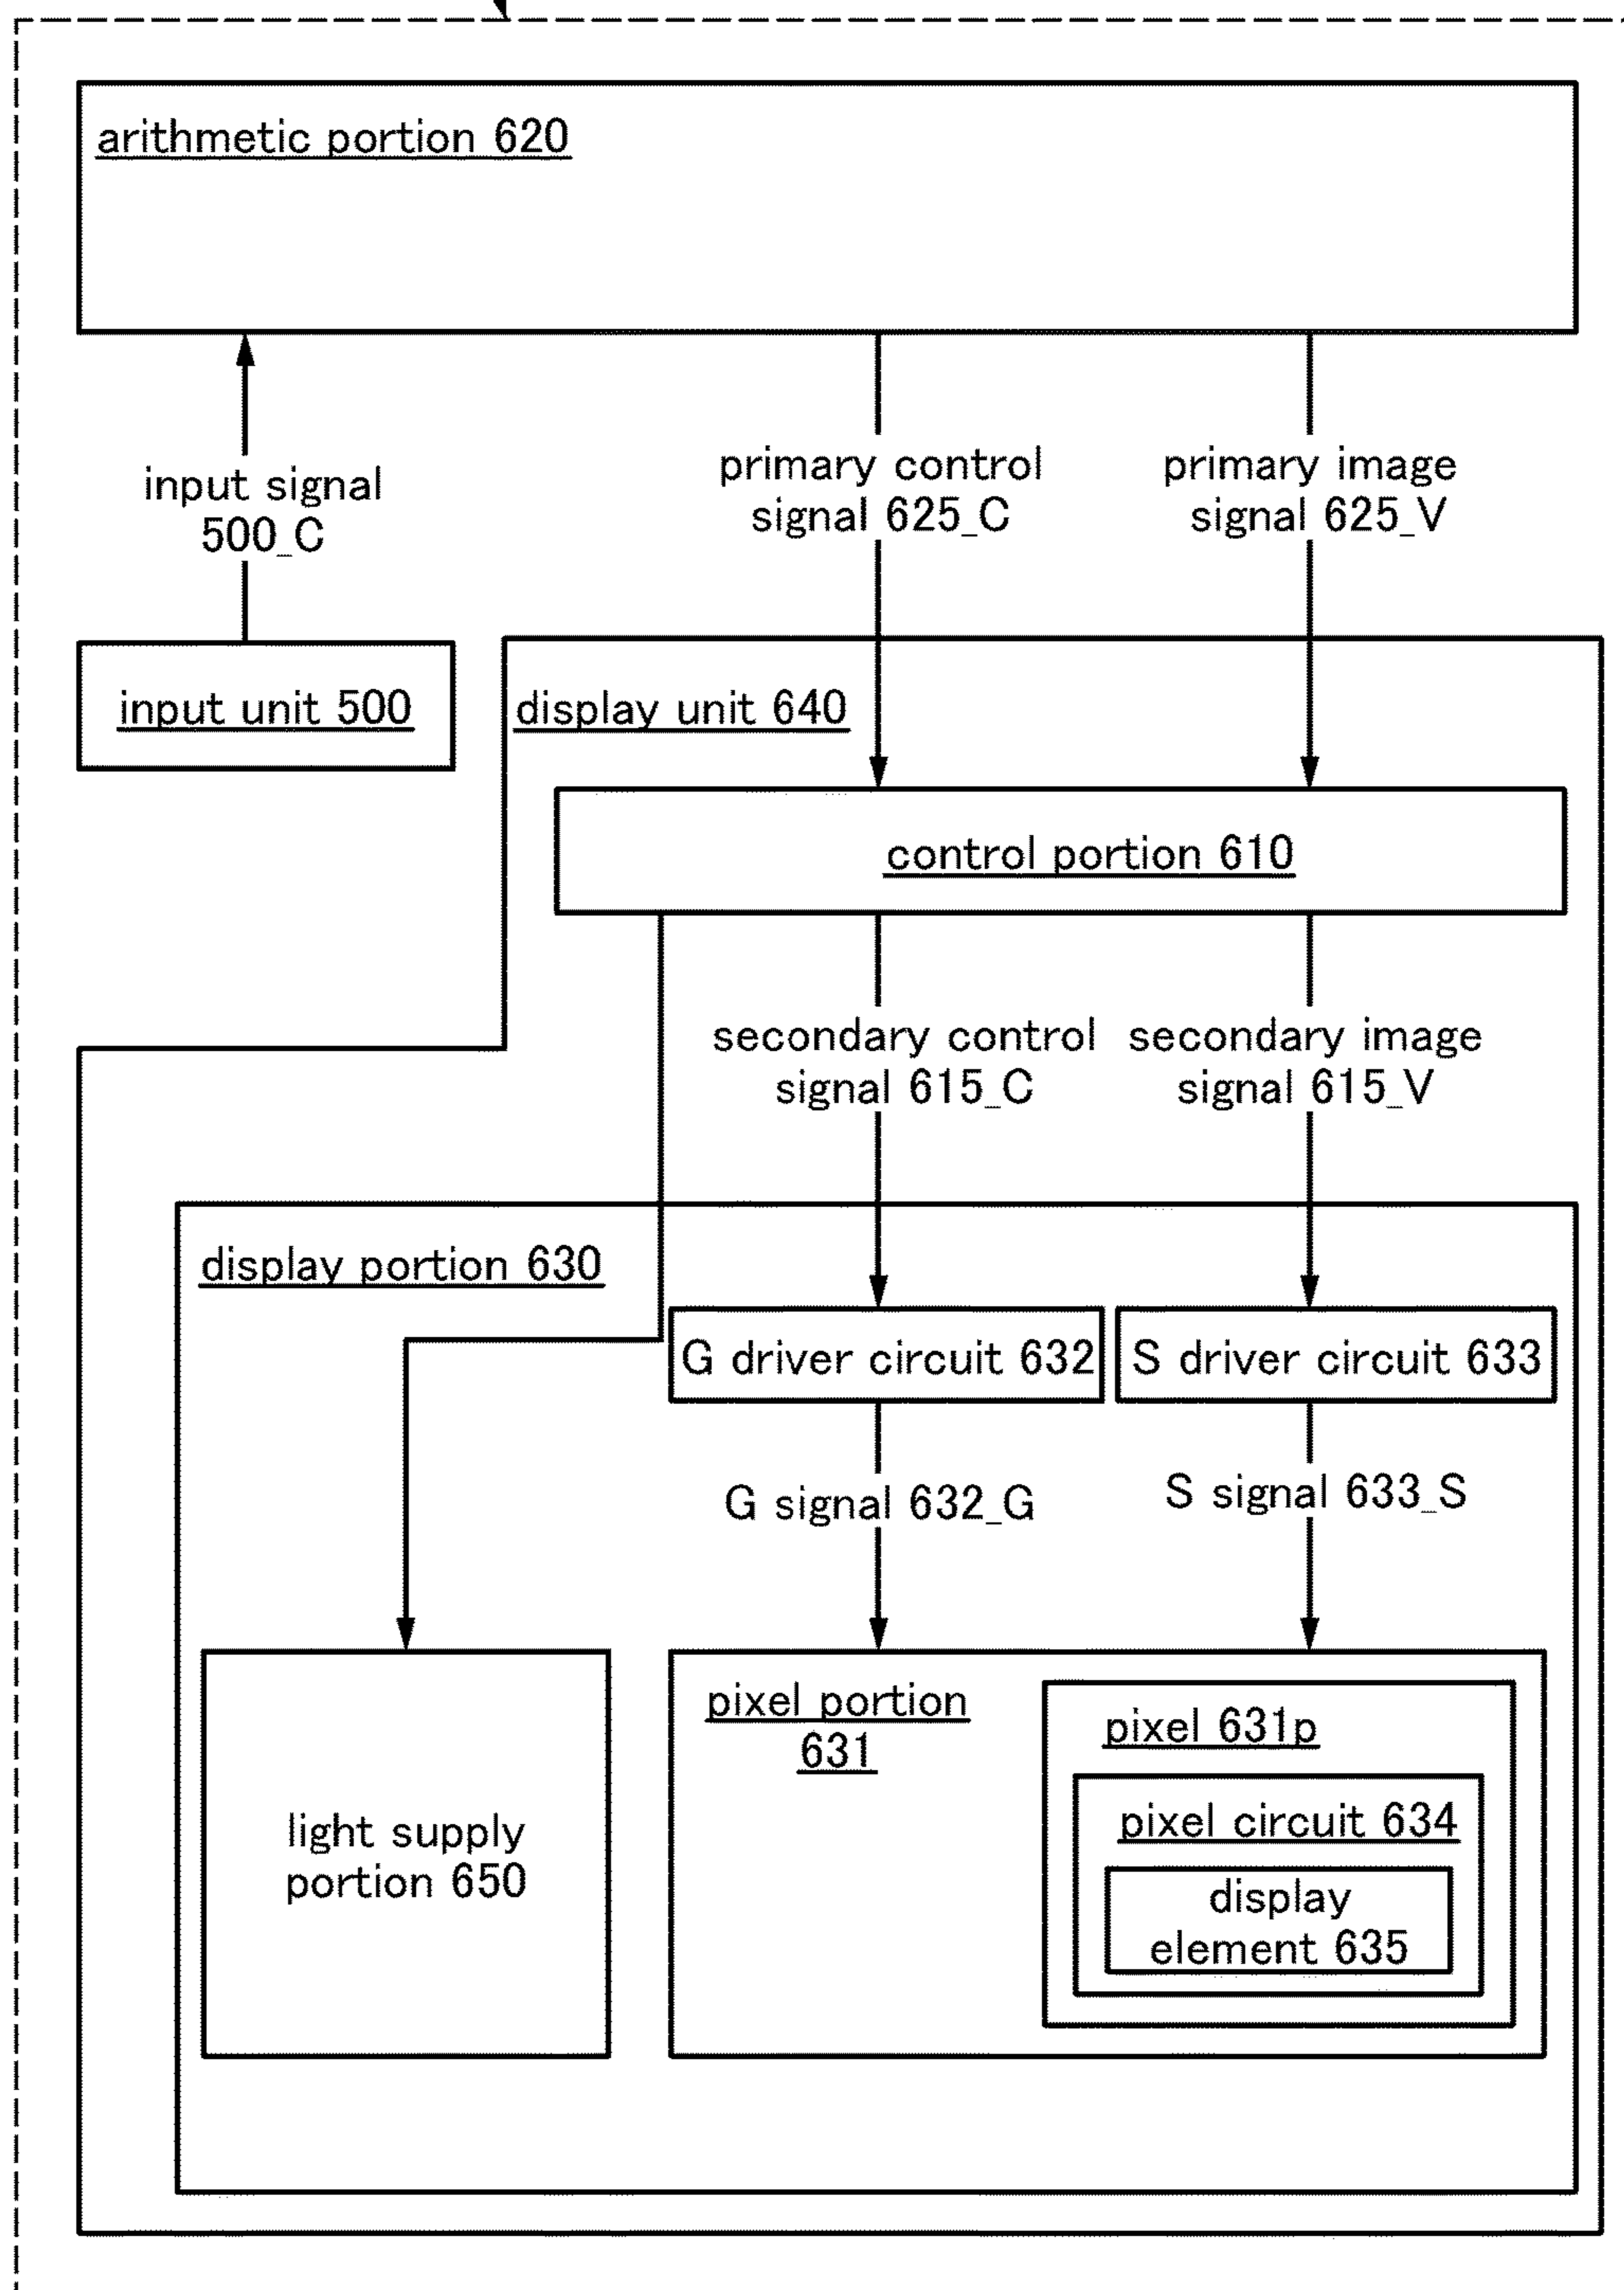 arithmetic portion 620
input signal
500_C
primary control
signal 625_C
primary image
signal 625_V
input unit 500
display unit 640
control portion 610
secondary control
signal 615_C
secondary image
signal 615_V
display portion 630
G driver circuit 632
S driver circuit 633
G signal 632_G
S signal 633_S
light supply
portion 650
pixel portion
631
pixel 631p
pixel circuit 634
display
element 635